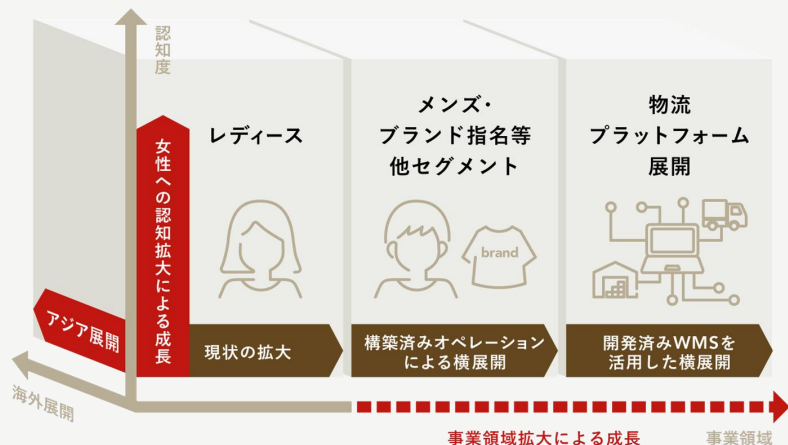 認知度
女性への認知拡大による成長
レディース
メンズ・
ブランド指名等
他セグメント
物流
プラットフォーム
展開
brand
アジア展開
現状の拡大
構築済みオペレーション
による横展開
開発済みWMSを
活用した横展開
海外展開
事業領域拡大による成長
事業領域